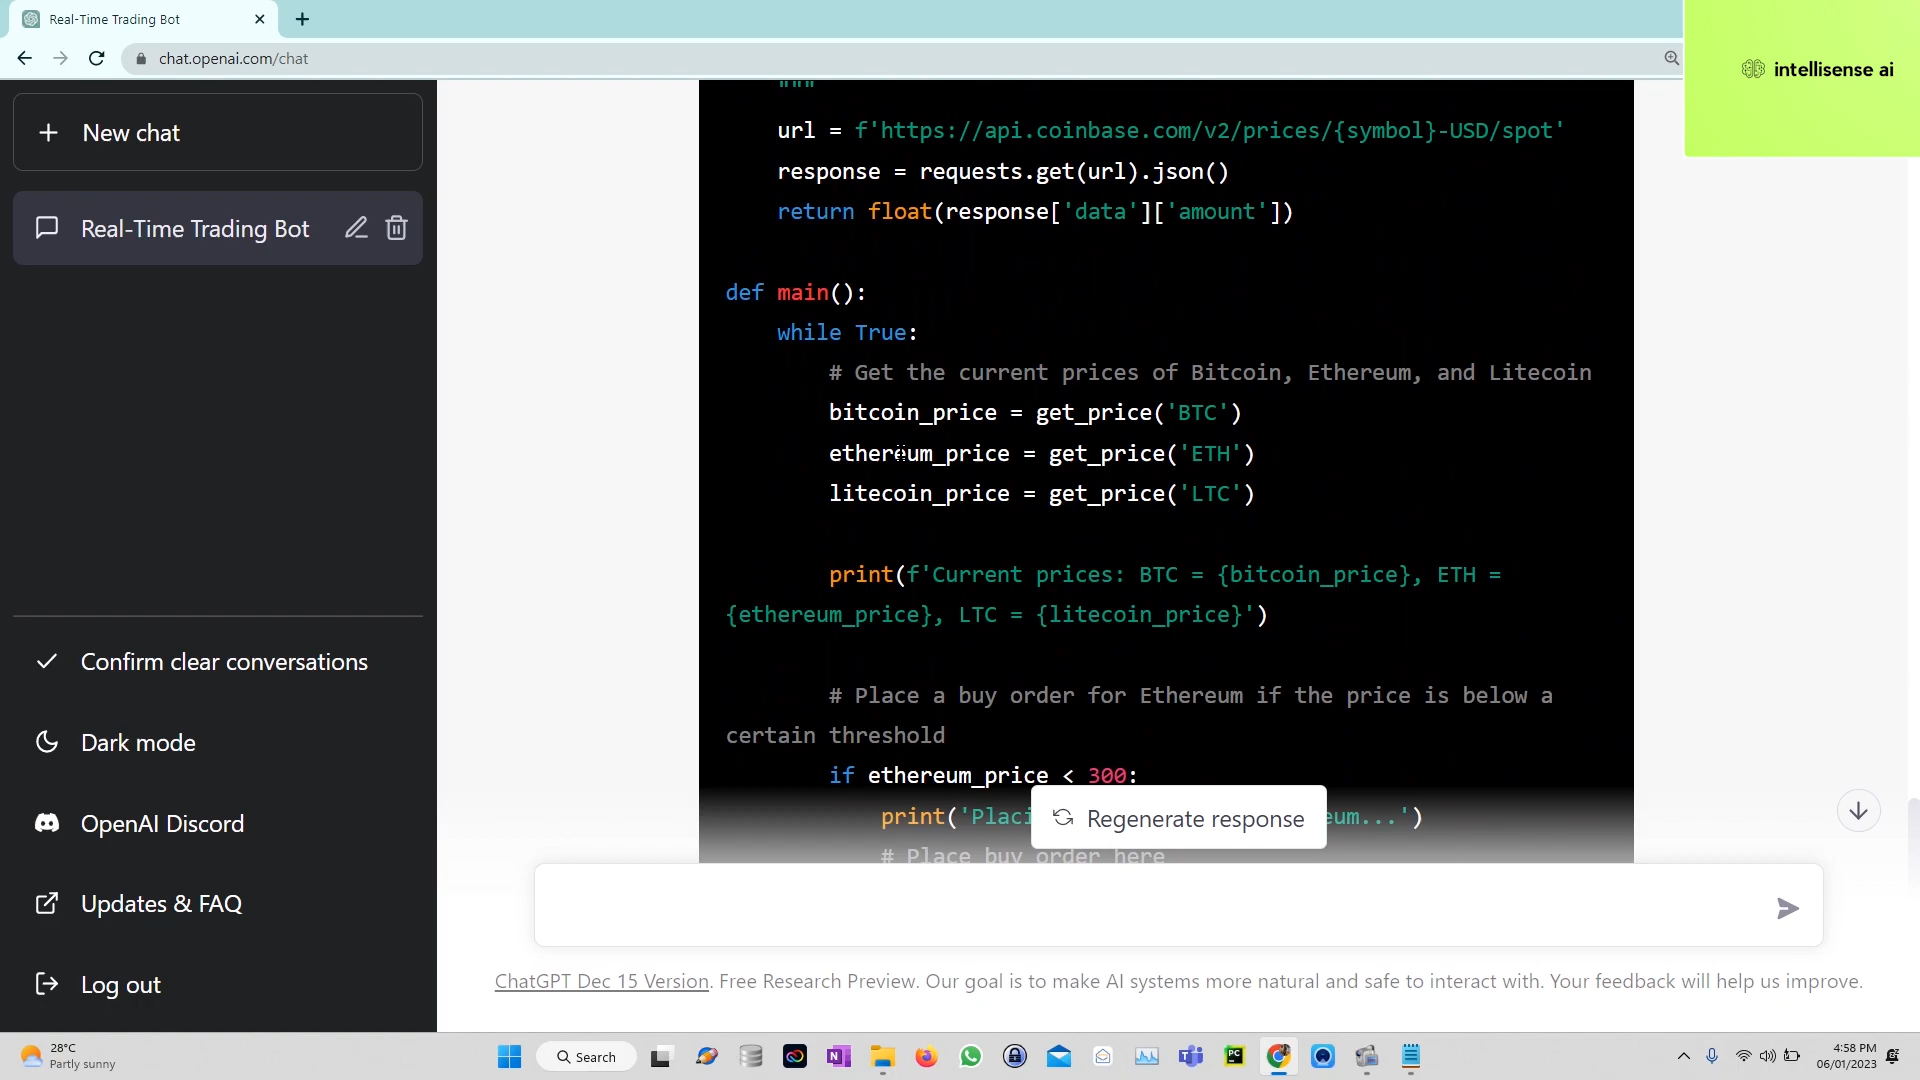 Real-Time Trading Bot
chat.openai.com/chat
intellisense ai
New chat
Real-Time Trading Bot
Confirm clear conversations
Dark mode
OpenAI Discord
Updates & FAQ
Log out
"""
url = f'https://api.coinbase.com/v2/prices/{symbol}-USD/spot'
response = requests.get(url).json()
return float(response['data']['amount'])
def main():
while True:
# Get the current prices of Bitcoin, Ethereum, and Litecoin
bitcoin_price = get_price('BTC')
ethereum_price = get_price('ETH')
litecoin_price = get_price('LTC')
print(f'Current prices: BTC = {bitcoin_price}, ETH =
{ethereum_price}, LTC = {litecoin_price}')
# Place a buy order for Ethereum if the price is below a
certain threshold
if ethereum_price < 300:
print('Placi eum...')
# Place buy order here
Regenerate response
ChatGPT Dec 15 Version. Free Research Preview. Our goal is to make AI systems more natural and safe to interact with. Your feedback will help us improve.
28°C
Partly sunny
Search
PC
4:58 PM
06/01/2023